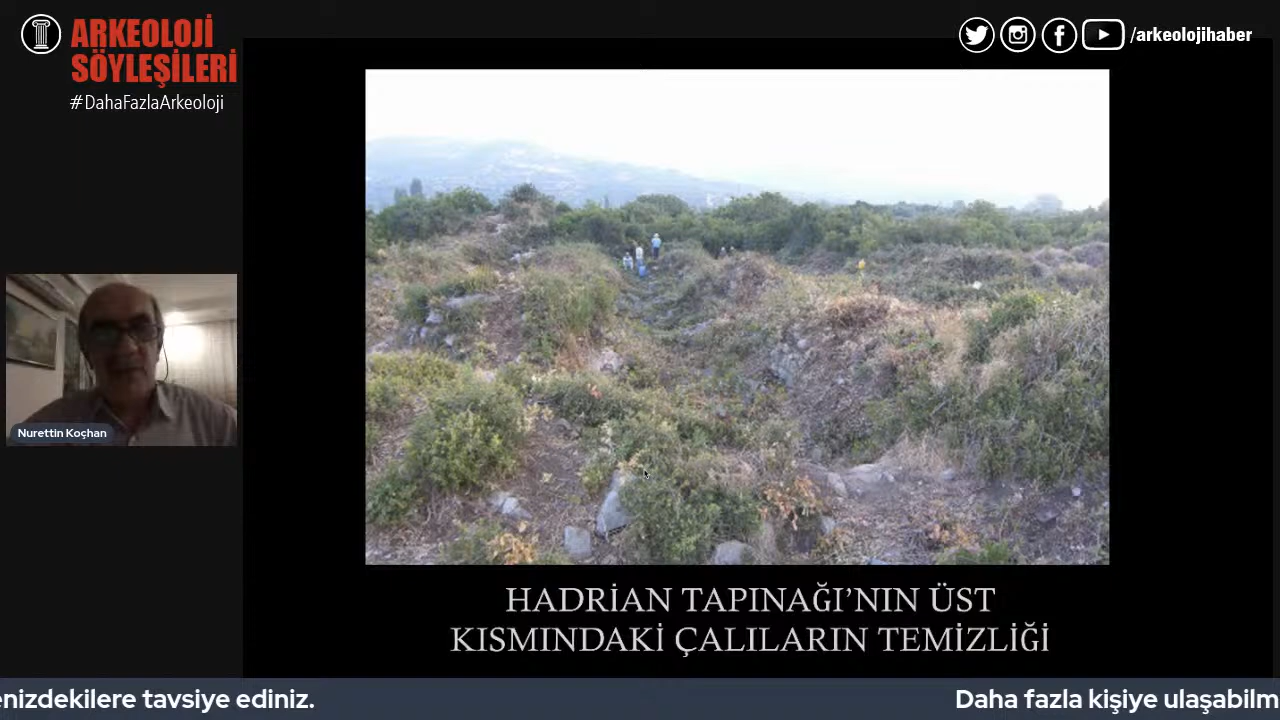 ARKEOLOJİ
SÖYLEŞİLERİ
#DahaFazlaArkeoloji
/arkeolojihaber
Nurettin Koçhan
HADRİAN TAPINAĞI’NIN ÜST
KISMINDAKİ ÇALILARIN TEMİZLİĞİ
enizdekilere tavsiye ediniz. Daha fazla kişiye ulaşabilm